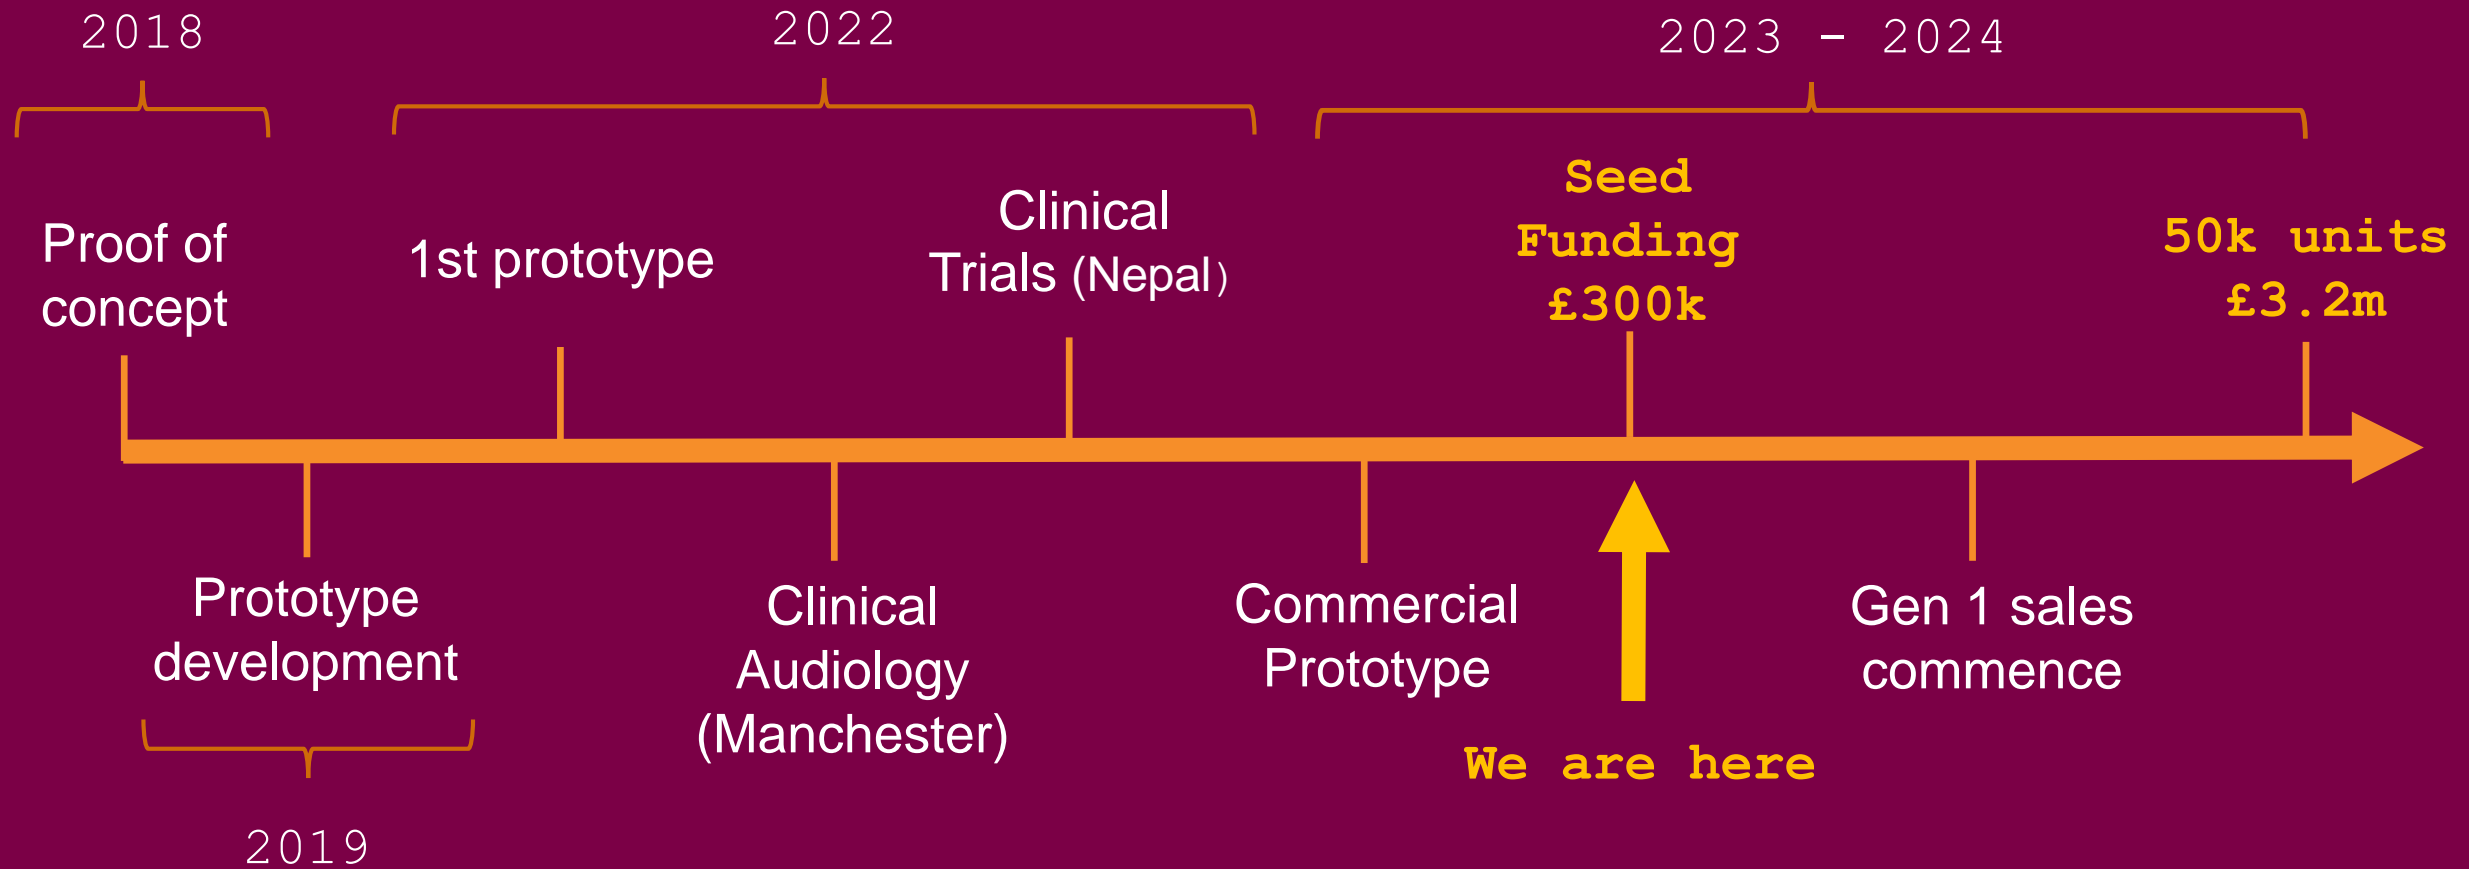 2018
2022
2023 - 2024
Proof of
concept
1st prototype
Clinical
Trials (Nepal)
Seed
Funding
£300k
50k units
£3.2m
Prototype
development
2019
Clinical
Audiology
(Manchester)
Commercial
Prototype
We are here
Gen 1 sales
commence